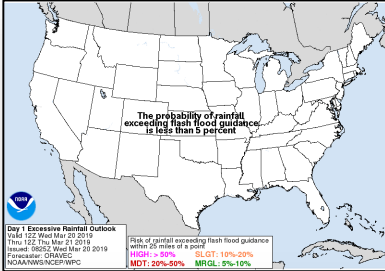 The probability of rainfall
exceeding flash flood guidance
is less than 5 percent
NOAA
Day 1 Excessive Rainfall Outlook
Valid 12Z Wed Mar 20 2019
Thru 12Z Thu Mar 21 2019
Issued: 0825Z Wed Mar 20 2019
Forecaster: ORAVEC
NOAA/NWS/NCEP/WPC
Risk of rainfall exceeding flash flood guidance
within 25 miles of a point
HIGH: > 50% SLGT: 10%-20%
MDT: 20%-50% MRGL: 5%-10%